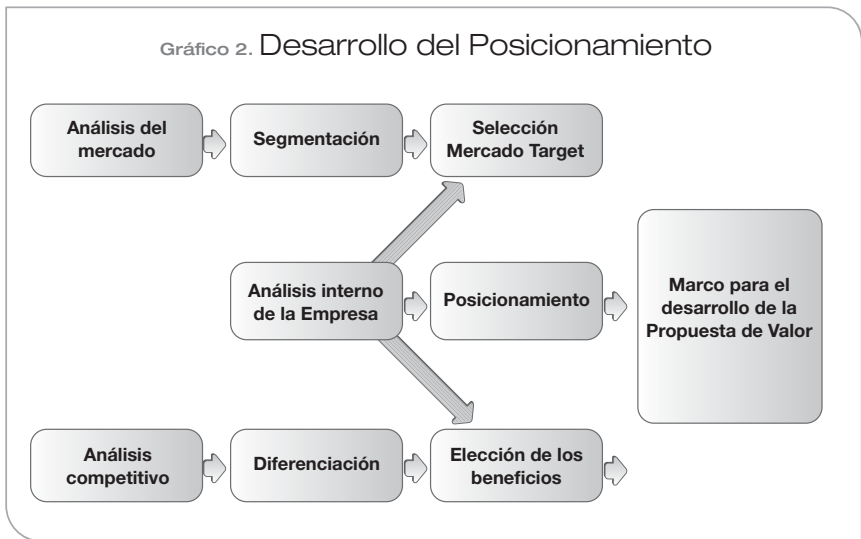 Gráfico 2. Desarrollo del Posicionamiento
Análisis del
mercado
Segmentación
Selección
Mercado Target
Análisis interno
de la Empresa
Posicionamiento
Marco para el
desarrollo de la
Propuesta de Valor
Análisis
competitivo
Diferenciación
Elección de los
beneficios